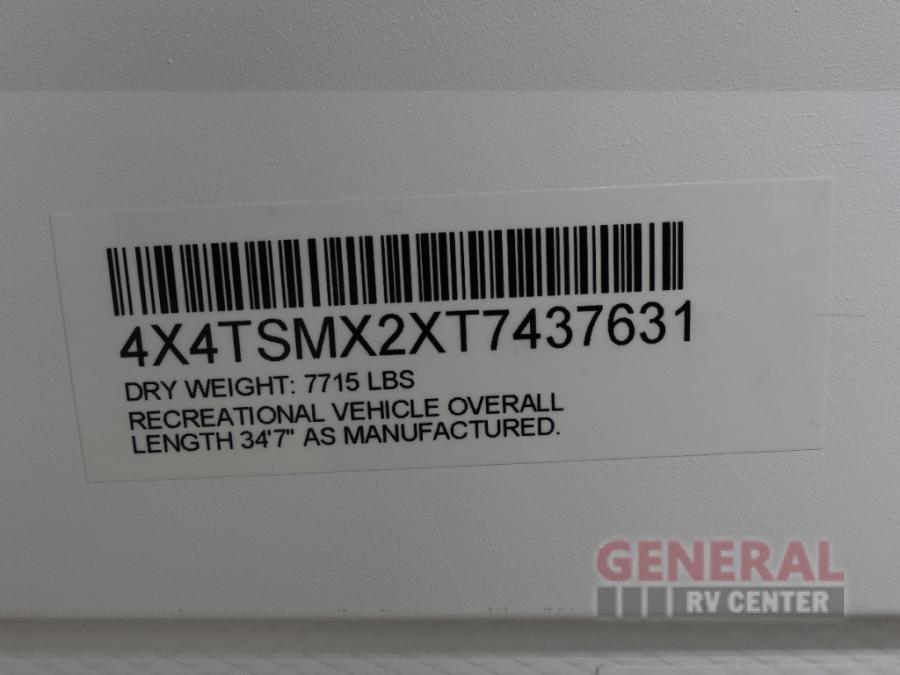 4X4TSMX2XT7437631
DRY WEIGHT: 7715 LBS
RECREATIONAL VEHICLE OVERALL
LENGTH 34'7" AS MANUFACTURED.
GENERAL
RV CENTER